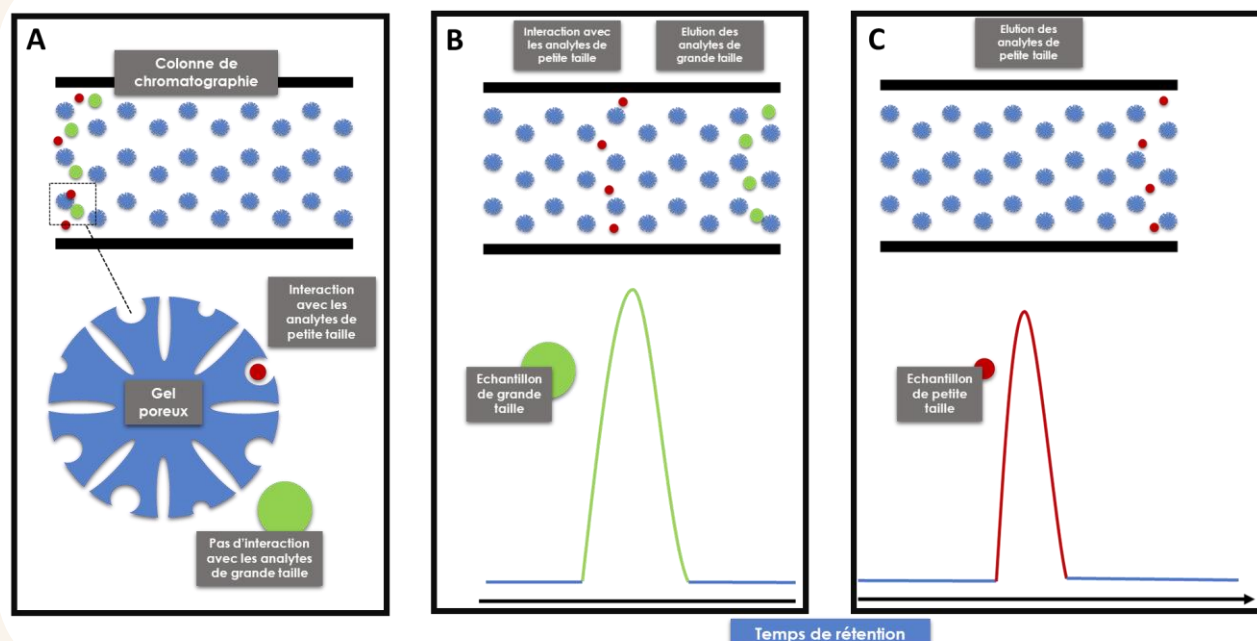 A
Colonne de
chromatographie
Interaction
avec les
analytes de
petite taille
Gel
poreux
Pas d'interaction
avec les analytes
de grande taille
B
Interaction avec
les analytes de
petite taille
Elution des
analytes de
grande taille
Echantillon
de grande
taille
C
Elution des
analytes de
petite taille
Echantillon
de petite
taille
Temps de rétention